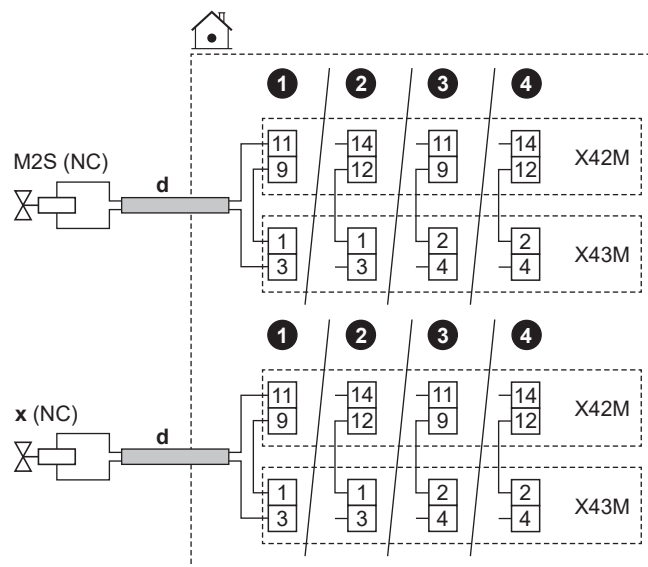 1 2 3 4
11 14 11 14
X42M
M2S (NC)
9 12 9 12
d
1 1 2 2
X43M
3 3 4 4
1 2 3 4
11 14 11 14
X42M
x (NC)
9 12 9 12
d
1 1 2 2
X43M
3 3 4 4